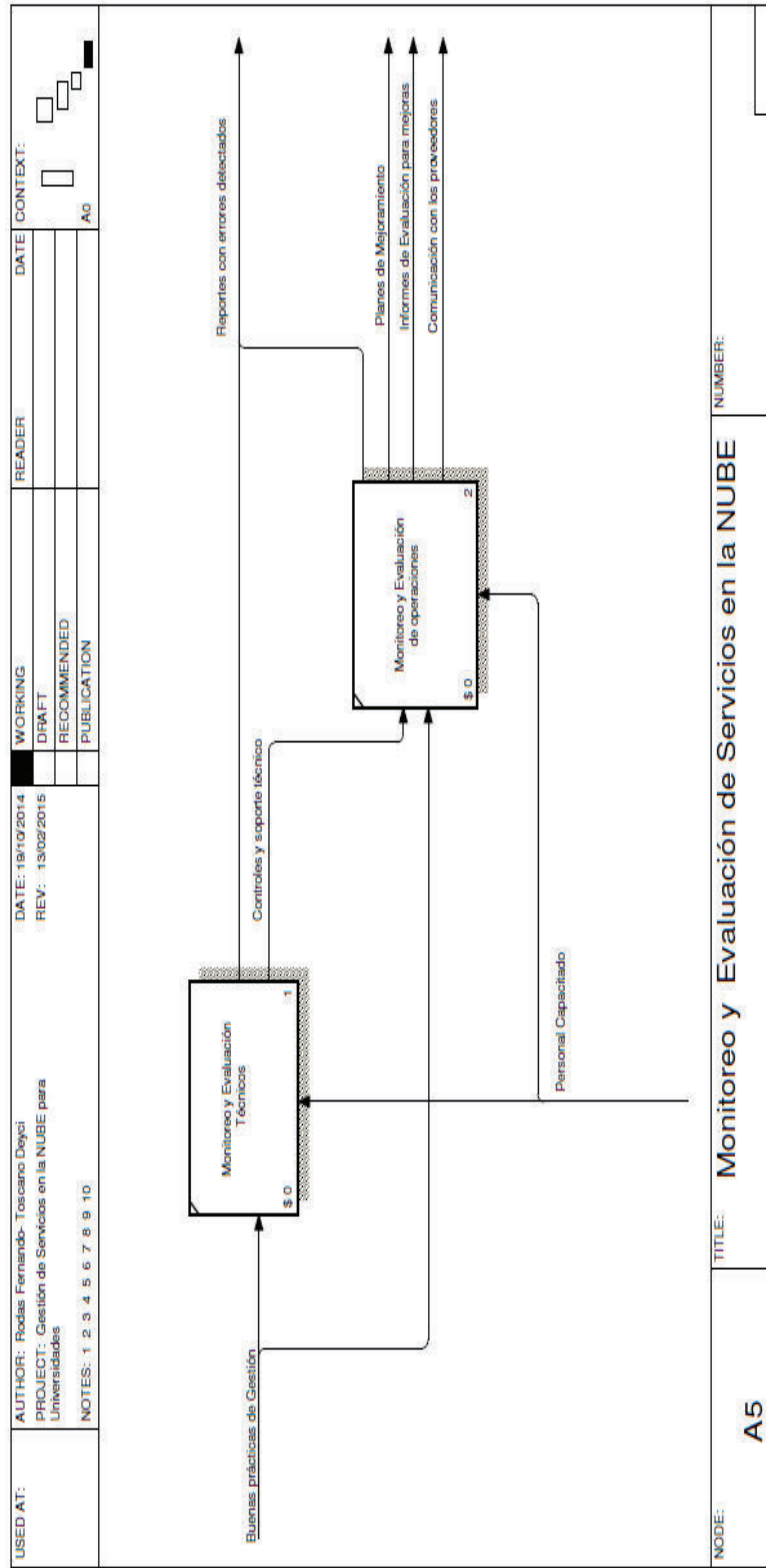 USED AT:
AUTHOR: Rodas Fernando- Toscano Deyci
PROJECT: Gestión de Servicios en la NUBE para
Universidades
NOTES: 1 2 3 4 5 6 7 8 9 10
DATE: 19/10/2014
REV: 13/02/2015
WORKING
DRAFT
RECOMMENDED
PUBLICATION
READER
DATE
CONTEXT:
A0
Buenas prácticas de Gestión
Monitoreo y Evaluación
Técnicos
$ 0
1
Controles y soporte técnico
Reportes con errores detectados
Monitoreo y Evaluación
de operaciones
$ 0
2
Planes de Mejoramiento
Informes de Evaluación para mejoras
Comunicación con los proveedores
Personal Capacitado
NODE:
A5
TITLE:
Monitoreo y Evaluación de Servicios en la NUBE
NUMBER: